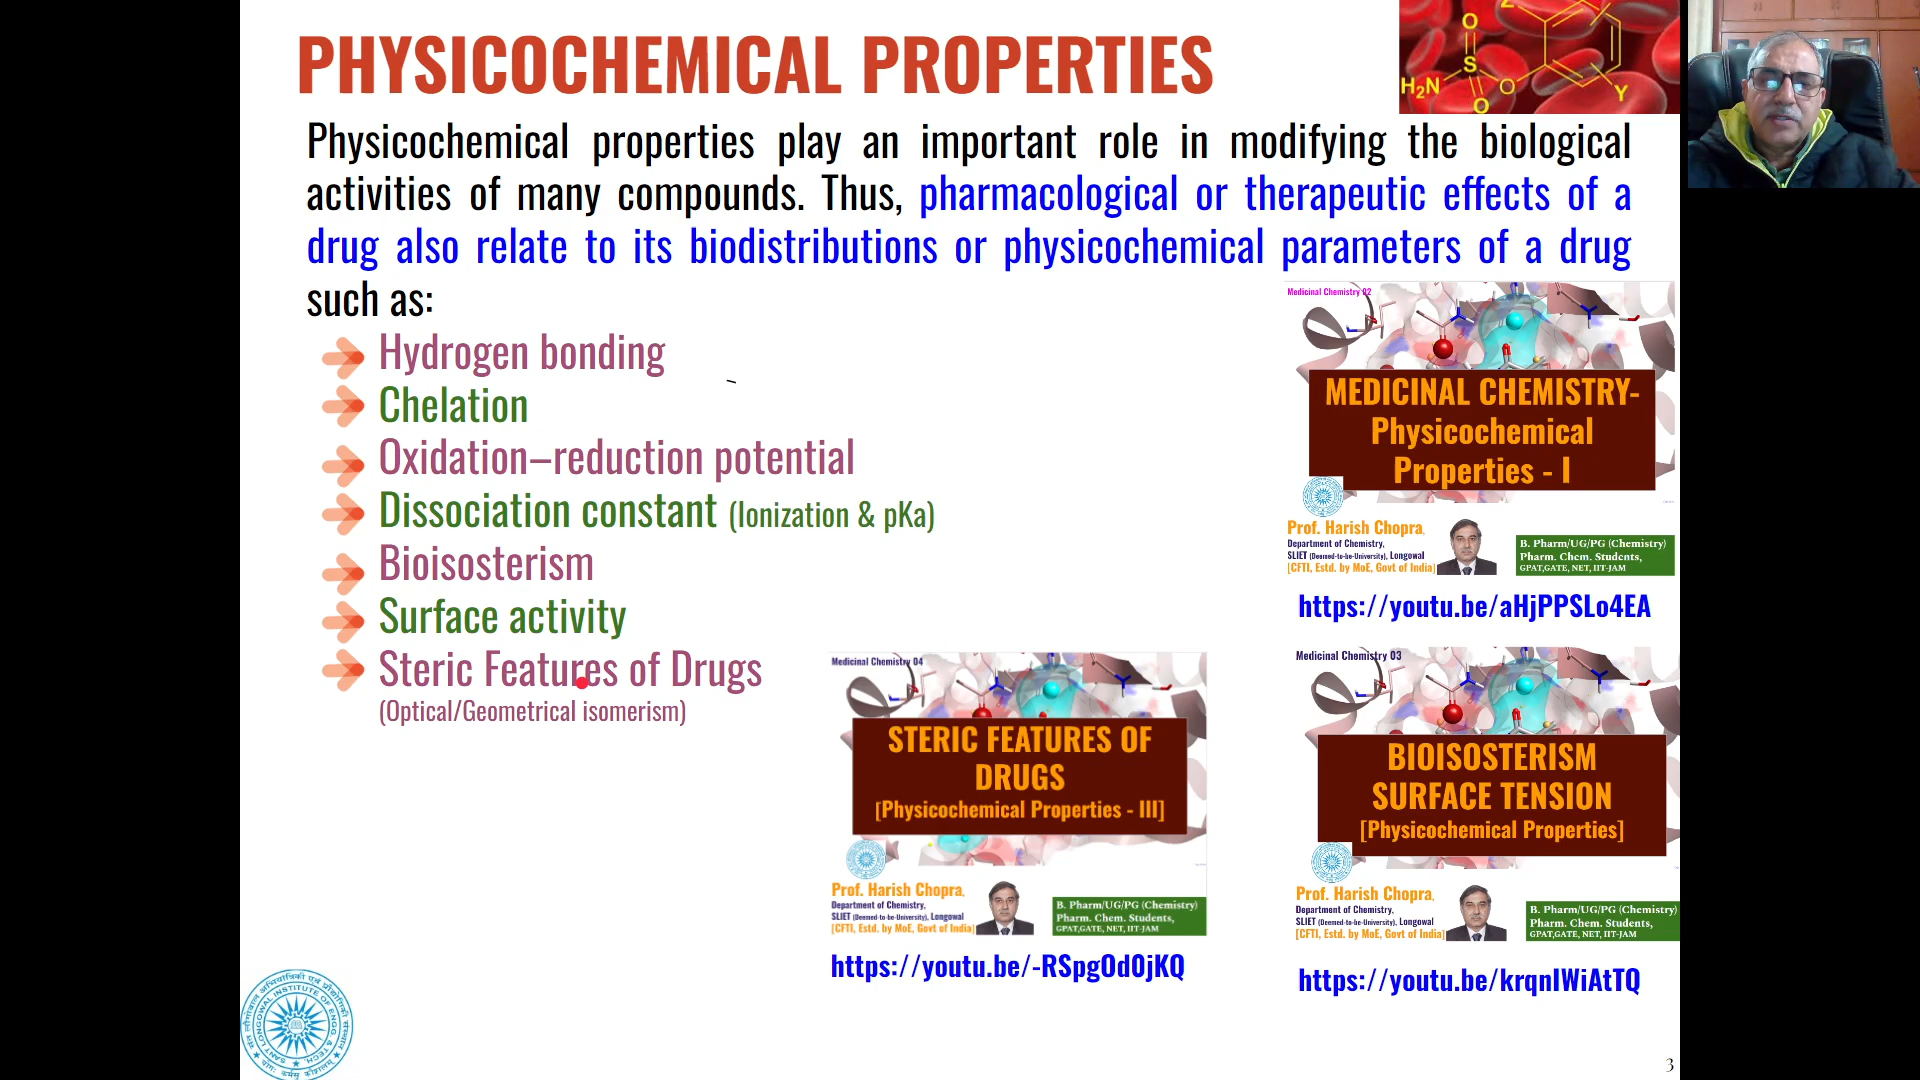 PHYSICOCHEMICAL PROPERTIES
Z
O
S
H₂N
O
O
Y
Physicochemical properties play an important role in modifying the biological
activities of many compounds. Thus, pharmacological or therapeutic effects of a
drug also relate to its biodistributions or physicochemical parameters of a drug
such as:
Hydrogen bonding
Chelation
Oxidation–reduction potential
Dissociation constant (Ionization & pKa)
Bioisosterism
Surface activity
Steric Features of Drugs
(Optical/Geometrical isomerism)
Medicinal Chemistry 02
MEDICINAL CHEMISTRY-
Physicochemical
Properties - I
Prof. Harish Chopra,
Department of Chemistry,
SLIET (Deemed-to-be-University), Longowal
[CFTI, Estd. by MoE, Govt of India]
B. Pharm/UG/PG (Chemistry)
Pharm. Chem. Students,
GPAT,GATE, NET, IIT-JAM
https://youtu.be/aHjPPSLo4EA
Medicinal Chemistry 04
STERIC FEATURES OF
DRUGS
[Physicochemical Properties - III]
Prof. Harish Chopra,
Department of Chemistry,
SLIET (Deemed-to-be-University), Longowal
[CFTI, Estd. by MoE, Govt of India]
B. Pharm/UG/PG (Chemistry)
Pharm. Chem. Students,
GPAT,GATE, NET, IIT-JAM
https://youtu.be/-RSpgOd0jKQ
Medicinal Chemistry 03
BIOISOSTERISM
SURFACE TENSION
[Physicochemical Properties]
Prof. Harish Chopra,
Department of Chemistry,
SLIET (Deemed-to-be-University), Longowal
[CFTI, Estd. by MoE, Govt of India]
B. Pharm/UG/PG (Chemistry)
Pharm. Chem. Students,
GPAT,GATE, NET, IIT-JAM
https://youtu.be/krqnIWiAtTQ
SANT LONGOWAL INSTITUTE OF ENGG. & TECH.
3